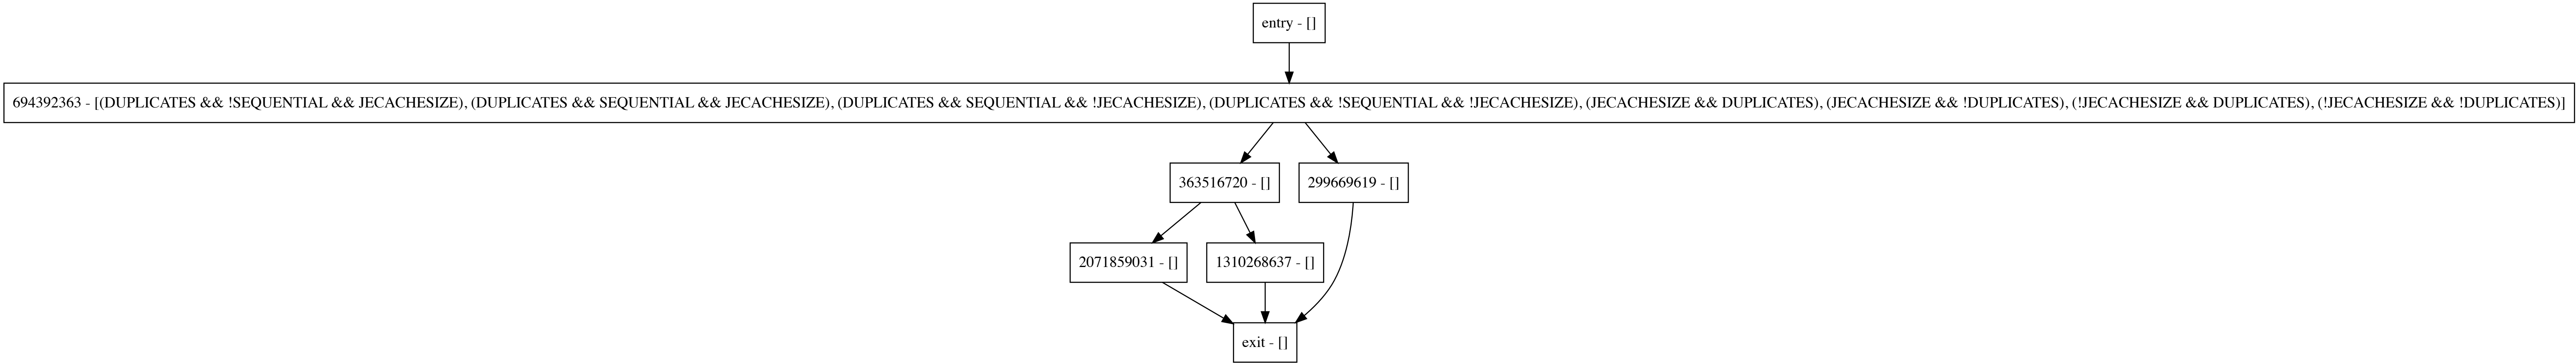 entry - []
694392363 - [(DUPLICATES && !SEQUENTIAL && JECACHESIZE), (DUPLICATES && SEQUENTIAL && JECACHESIZE), (DUPLICATES && SEQUENTIAL && !JECACHESIZE), (DUPLICATES && !SEQUENTIAL && !JECACHESIZE), (JECACHESIZE && DUPLICATES), (JECACHESIZE && !DUPLICATES), (!JECACHESIZE && DUPLICATES), (!JECACHESIZE && !DUPLICATES)]
363516720 - []
299669619 - []
2071859031 - []
1310268637 - []
exit - []